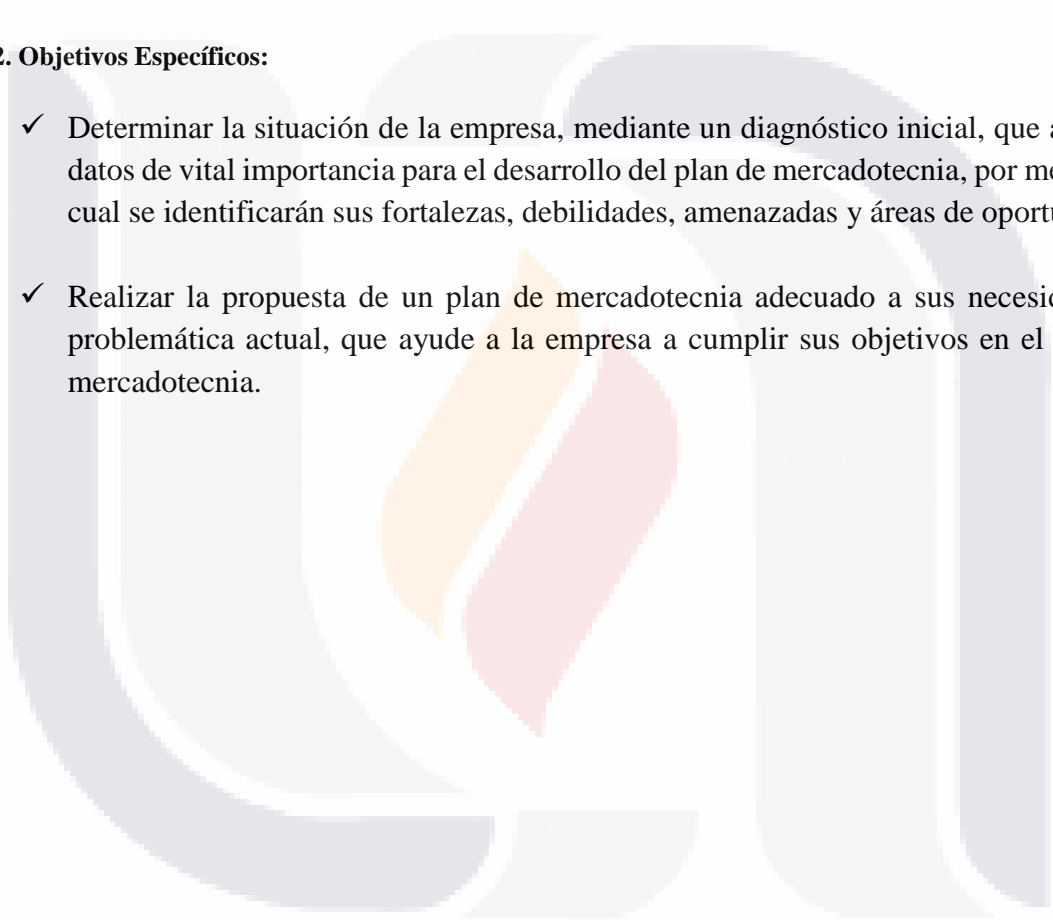 2. Objetivos Específicos:
✓ Determinar la situación de la empresa, mediante un diagnóstico inicial, que
datos de vital importancia para el desarrollo del plan de mercadotecnia, por
cual se identificarán sus fortalezas, debilidades, amenazadas y áreas de
✓ Realizar la propuesta de un plan de mercadotecnia adecuado a sus
problemática actual, que ayude a la empresa a cumplir sus objetivos en el
mercadotecnia.